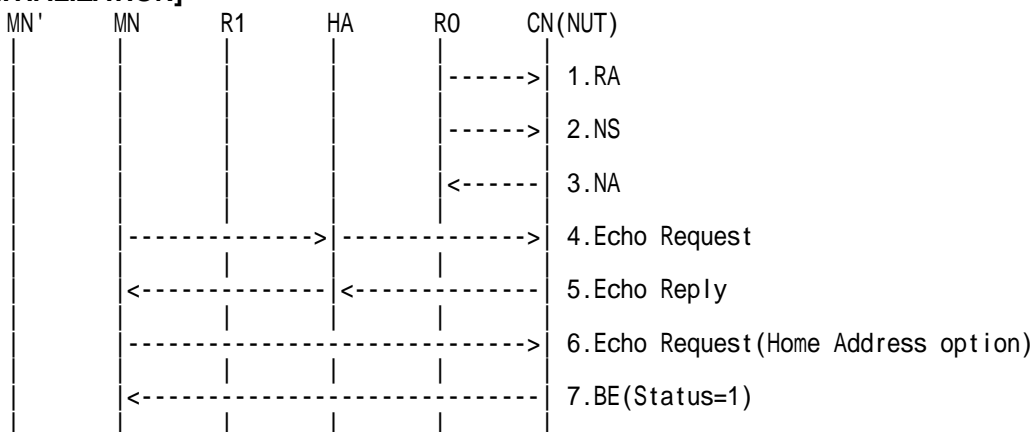 MN' MN R1 HA R0 CN(NUT)
1.RA
2.NS
3.NA
4.Echo Request
5.Echo Reply
6.Echo Request(Home Address option)
7.BE(Status=1)